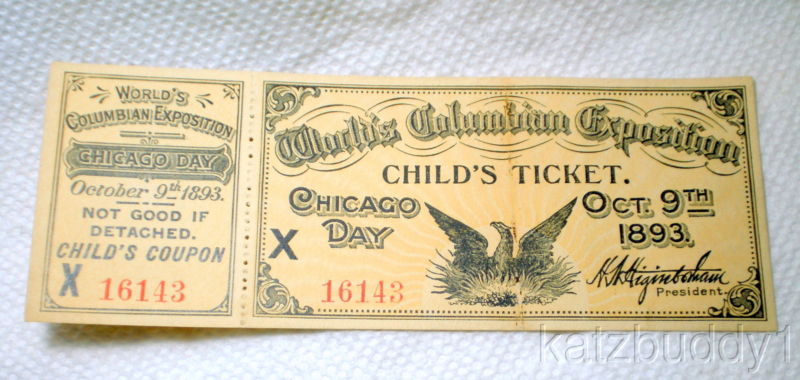 WORLD'S
COLUMBIAN EXPOSITION
CHICAGO DAY
October 9th 1893.
NOT GOOD IF
DETACHED.
CHILD'S COUPON
X 16143
World's Columbian Exposition
CHILD'S TICKET.
CHICAGO DAY
OCT. 9TH 1893.
X
16143
H.N. Higinbotham
President.
katzbuddy1